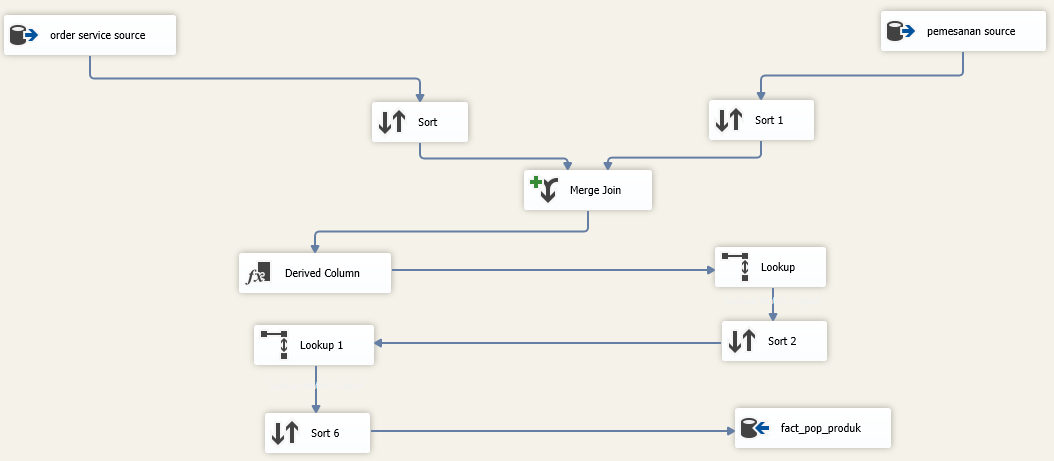 order service source
pemesanan source
Sort
Sort 1
Merge Join
Derived Column
Lookup
Lookup 1
Sort 2
Sort 6
fact_pop_produk